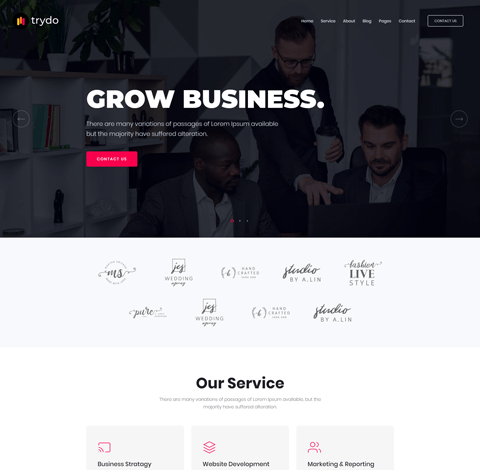 trydo
Home Service About Blog Pages Contact CONTACT US
GROW BUSINESS.
There are many variations of passages of Lorem Ipsum available
but the majority have suffered alteration.
CONTACT US
ms
jes
WEDDING
agency
HAND
CRAFTED
studio
BY A.LIN
fashion
LIVE
STYLE
pure
jes
WEDDING
agency
HAND
CRAFTED
studio
BY A.LIN
Our Service
There are many variations of passages of Lorem Ipsum available, but the
majority have suffered alteration.
Business Stratagy Website Development Marketing & Reporting